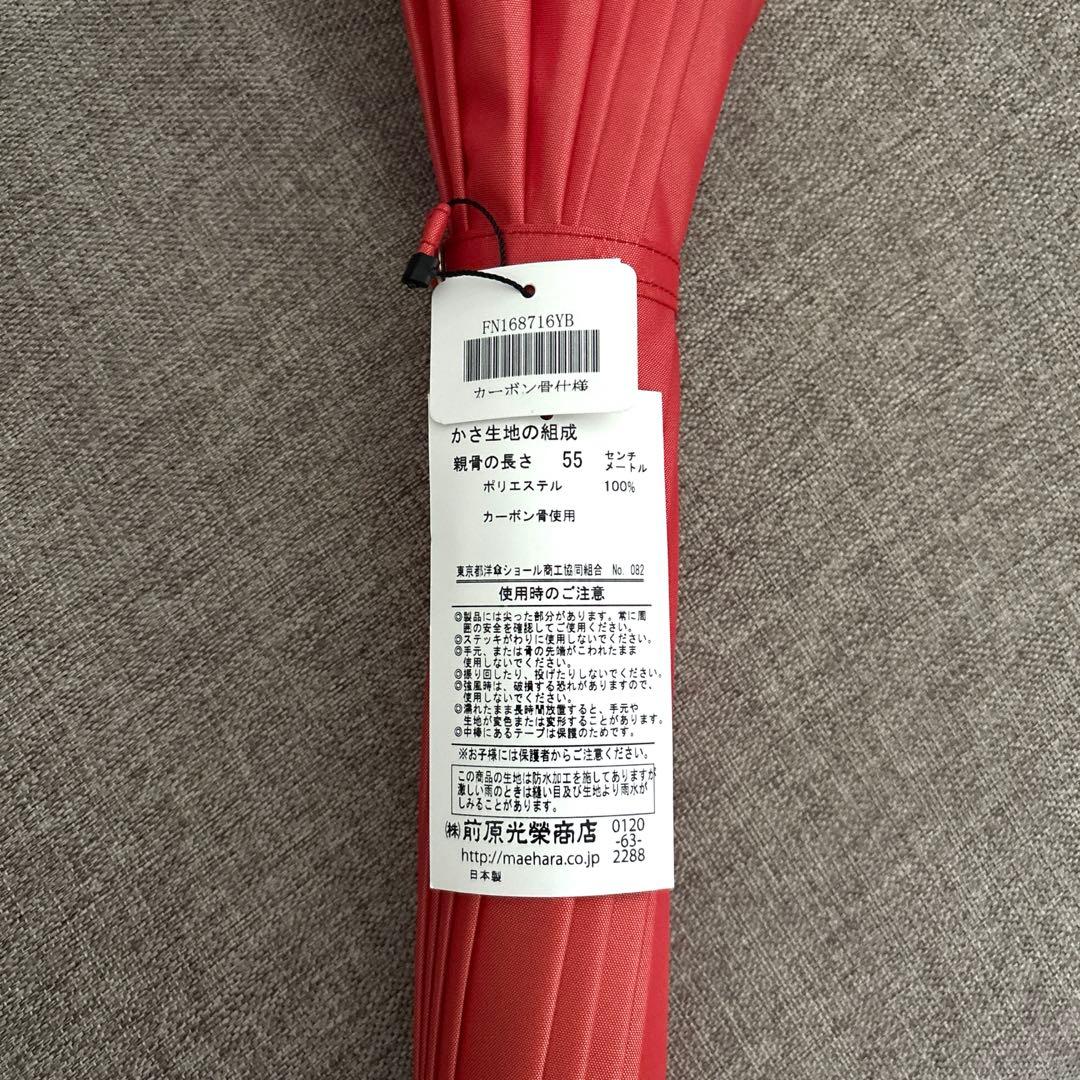 FN168716YB
カーボン骨仕様
かさ生地の組成
親骨の長さ 55 センチメートル
ポリエステル 100%
カーボン骨使用
東京都洋傘ショール商工協同組合 No. 082
使用時のご注意
◎製品には尖った部分があります。常に周
囲の安全を確認してご使用ください。
◎ステッキがわりに使用しないでください。
◎手元、または骨の先端がこわれたまま
使用しないでください。
◎振り回したり、投げたりしないでください。
◎強風時は、破損する恐れがありますので、
使用しないでください。
◎濡れたまま長時間放置すると、手元や
生地が変色または変形することがあります。
◎中棒にあるテープは保護のためです。
※お子様には保護者からご注意ください。
この商品の生地は防水加工を施してありますが
激しい雨のときは縫い目及び生地より雨水が
しみることがあります。
㈱前原光榮商店 0120
-63-
http://maehara.co.jp 2288
日本製